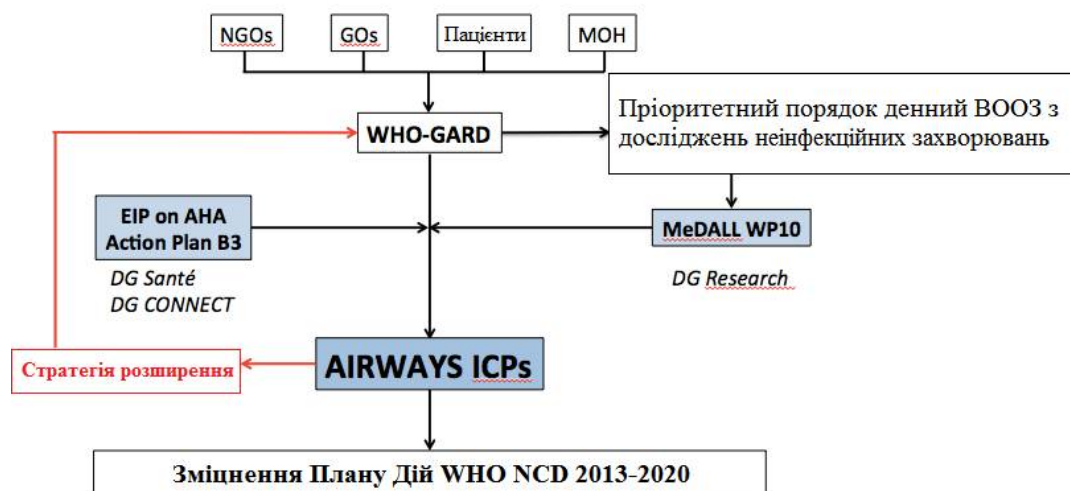 NGOs
GOs
Пацієнти
MOH
WHO-GARD
Пріоритетний порядок денний ВООЗ з
досліджень неінфекційних захворювань
EIP on AHA
Action Plan B3
MeDALL WP10
DG Santé
DG CONNECT
DG Research
Стратегія розширення
AIRWAYS ICPs
Зміцнення Плану Дій WHO NCD 2013-2020